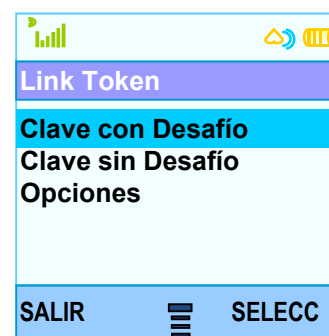 Link Token
Clave con Desafío
Clave sin Desafío
Opciones
SALIR SELECC